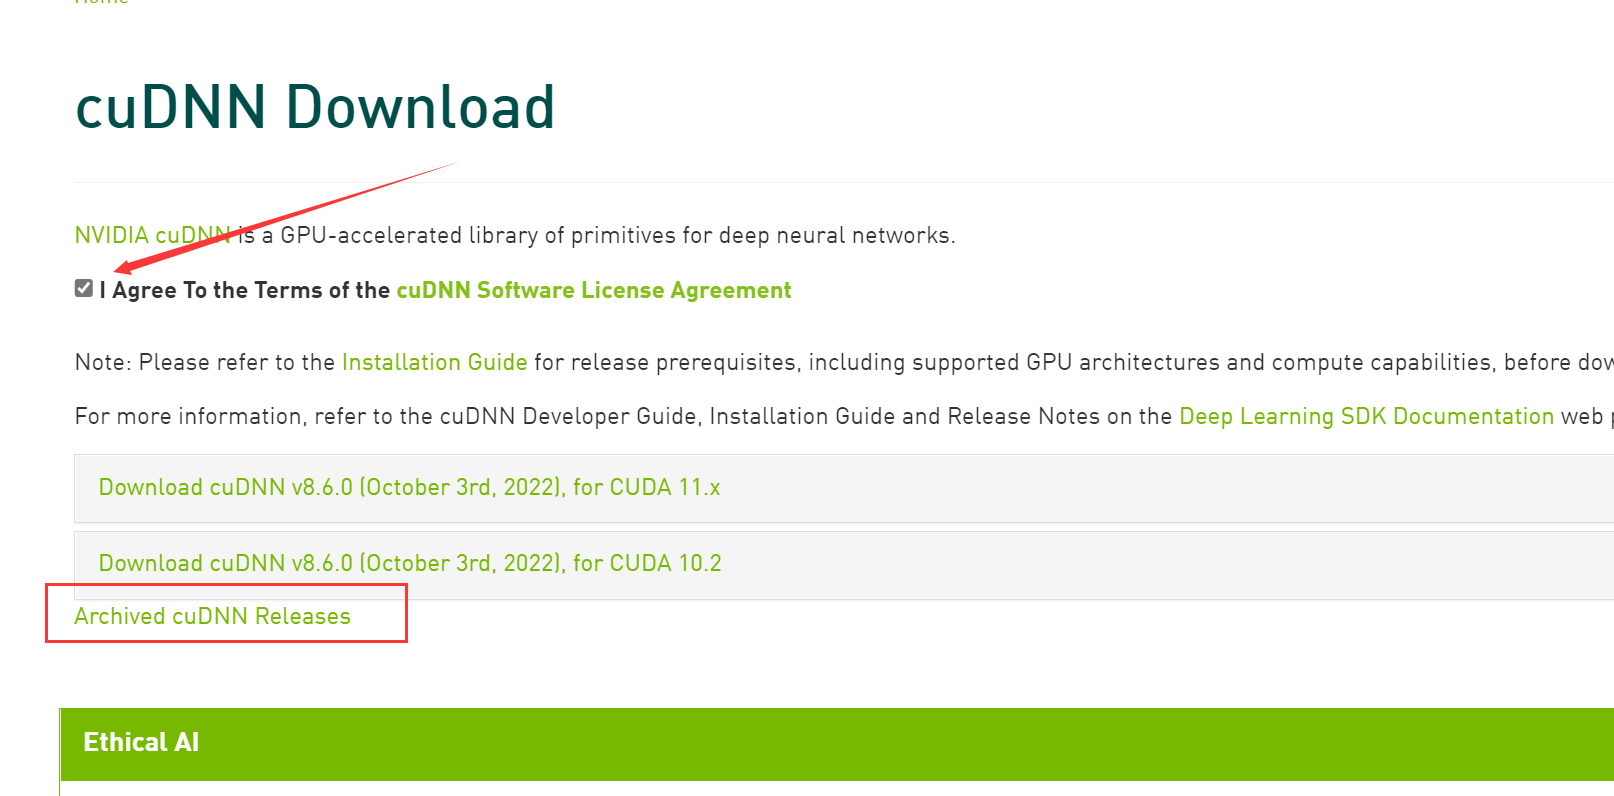 Home
cuDNN Download
NVIDIA cuDNN is a GPU-accelerated library of primitives for deep neural networks.
I Agree To the Terms of the cuDNN Software License Agreement
Note: Please refer to the Installation Guide for release prerequisites, including supported GPU architectures and compute capabilities, before
For more information, refer to the cuDNN Developer Guide, Installation Guide and Release Notes on the Deep Learning SDK Documentation web
Download cuDNN v8.6.0 (October 3rd, 2022), for CUDA 11.x
Download cuDNN v8.6.0 (October 3rd, 2022), for CUDA 10.2
Archived cuDNN Releases
Ethical AI